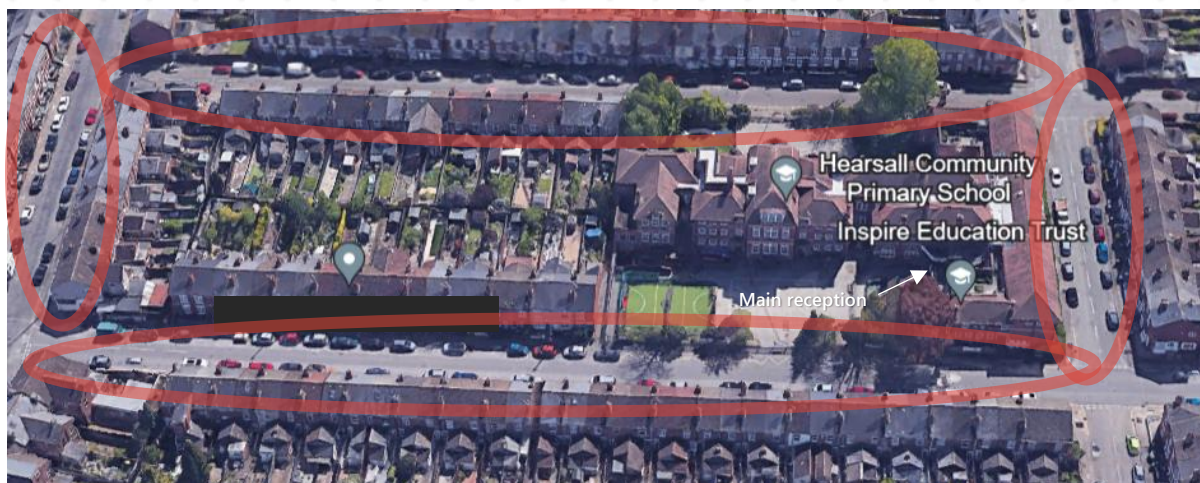 Hearsall Community
Primary School
Inspire Education Trust
Main reception